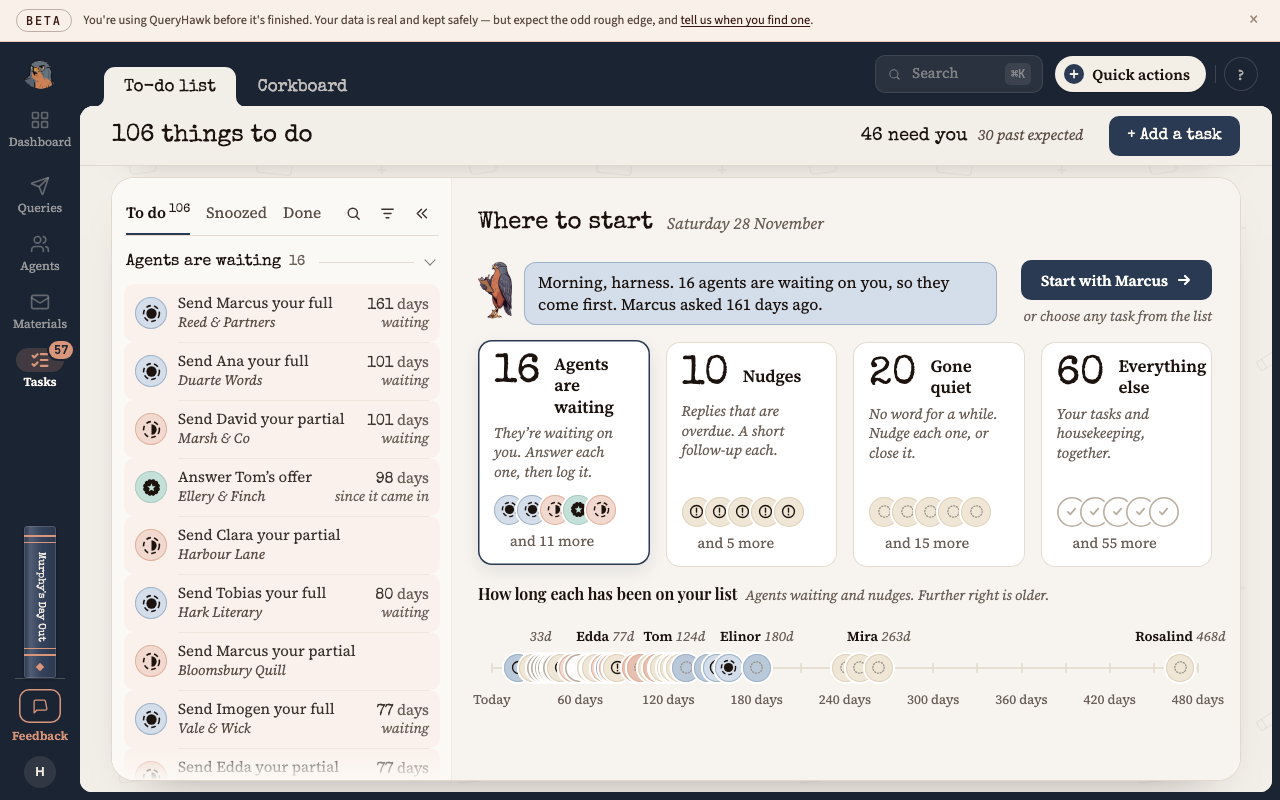 BETA You're using QueryHawk before it's finished. Your data is real and kept safely — but expect the odd rough edge, and tell us when you find one. ×
To-do list
Corkboard
Search ⌘K
+ Quick actions
?
Dashboard
Queries
Agents
Materials
57
Tasks
Murphy's Day Out
Feedback
H
106 things to do
46 need you 30 past expected
+ Add a task
To do 106 Snoozed Done
Agents are waiting 16
Send Marcus your full 161 days
Reed & Partners waiting
Send Ana your full 101 days
Duarte Words waiting
Send David your partial 101 days
Marsh & Co waiting
Answer Tom's offer 98 days
Ellery & Finch since it came in
Send Clara your partial
Harbour Lane
Send Tobias your full 80 days
Hark Literary waiting
Send Marcus your partial
Bloomsbury Quill
Send Imogen your full 77 days
Vale & Wick waiting
Send Edda your partial 77 days
Where to start Saturday 28 November
Morning, harness. 16 agents are waiting on you, so they
come first. Marcus asked 161 days ago.
Start with Marcus →
or choose any task from the list
16 Agents
are
waiting
They're waiting on
you. Answer each
one, then log it.
and 11 more
10 Nudges
Replies that are
overdue. A short
follow-up each.
and 5 more
20 Gone
quiet
No word for a while.
Nudge each one, or
close it.
and 15 more
60 Everything
else
Your tasks and
housekeeping,
together.
and 55 more
How long each has been on your list Agents waiting and nudges. Further right is older.
33d Edda 77d Tom 124d Elinor 180d Mira 263d Rosalind 468d
Today 60 days 120 days 180 days 240 days 300 days 360 days 420 days 480 days